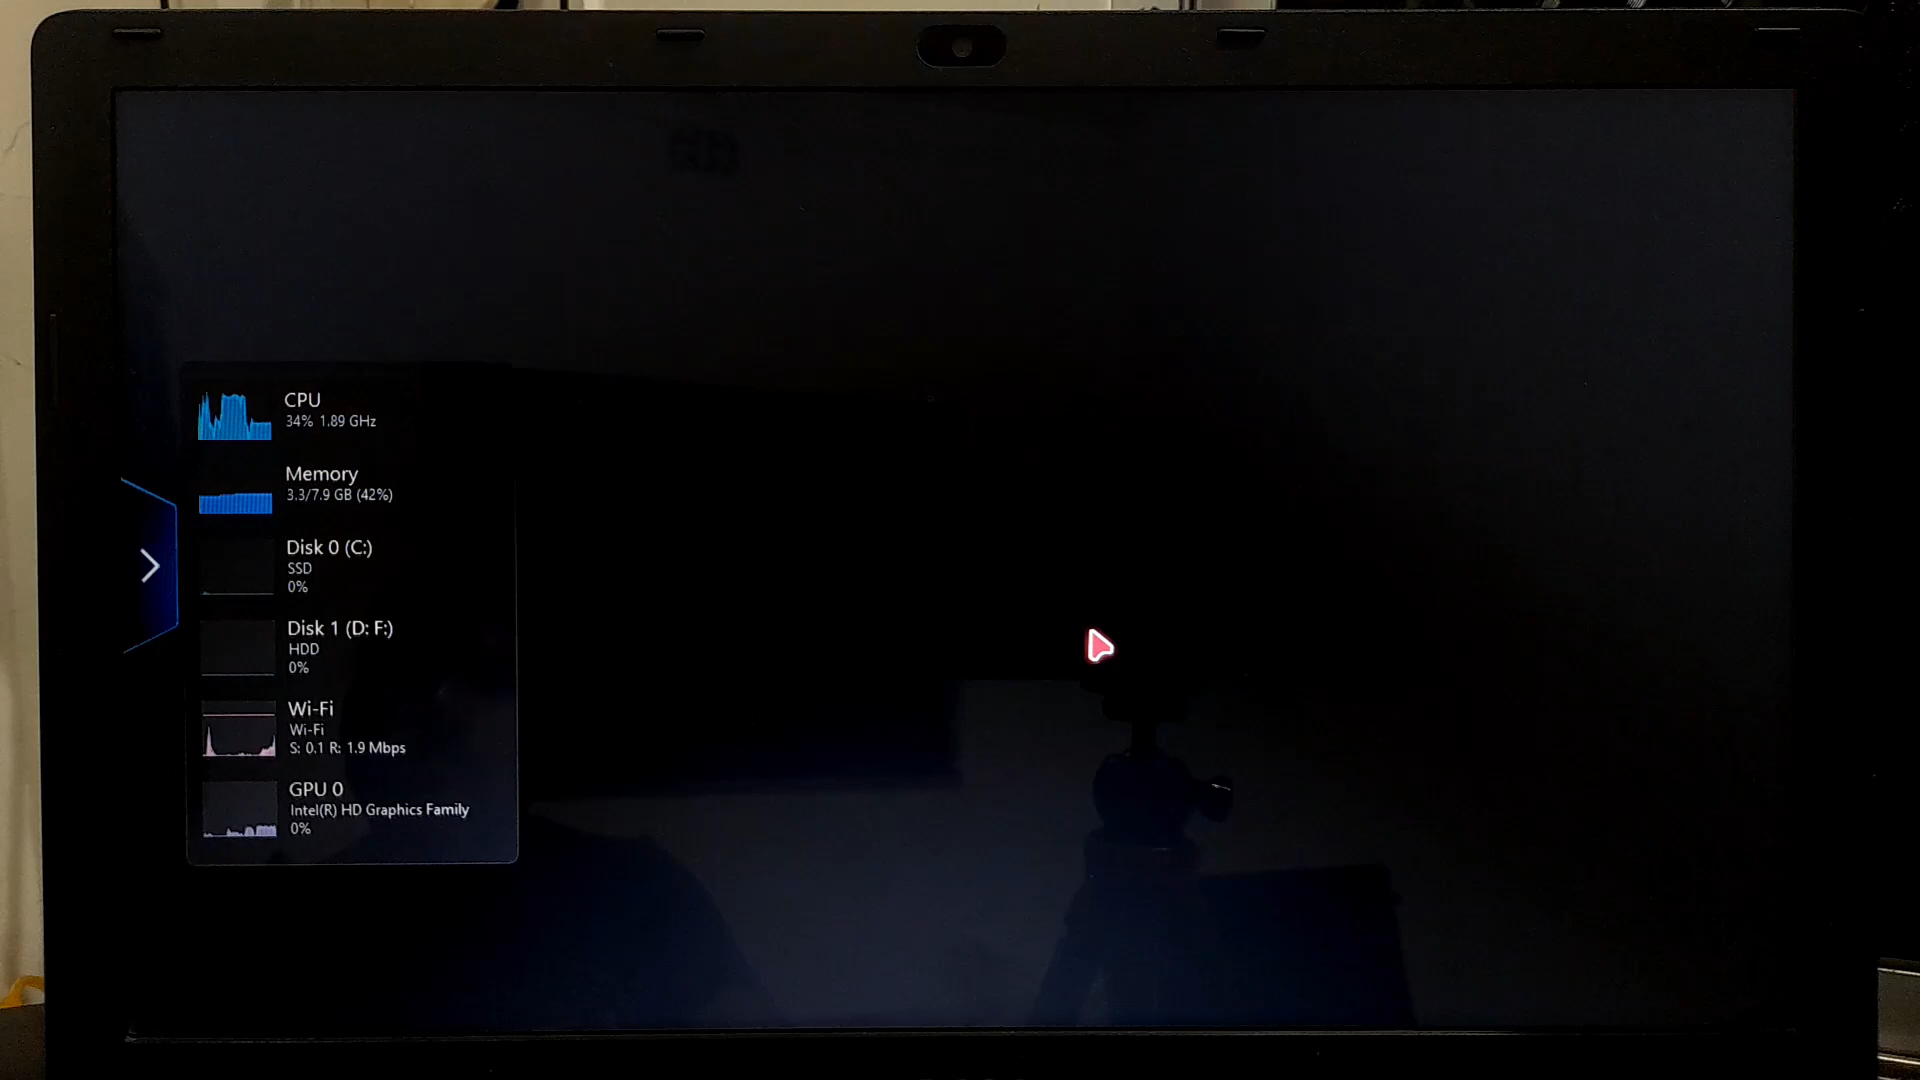 CPU
34% 1.89 GHz
Memory
3.3/7.9 GB (42%)
Disk 0 (C:)
SSD
0%
Disk 1 (D: F:)
HDD
0%
Wi-Fi
Wi-Fi
S: 0.1 R: 1.9 Mbps
GPU 0
Intel(R) HD Graphics Family
0%